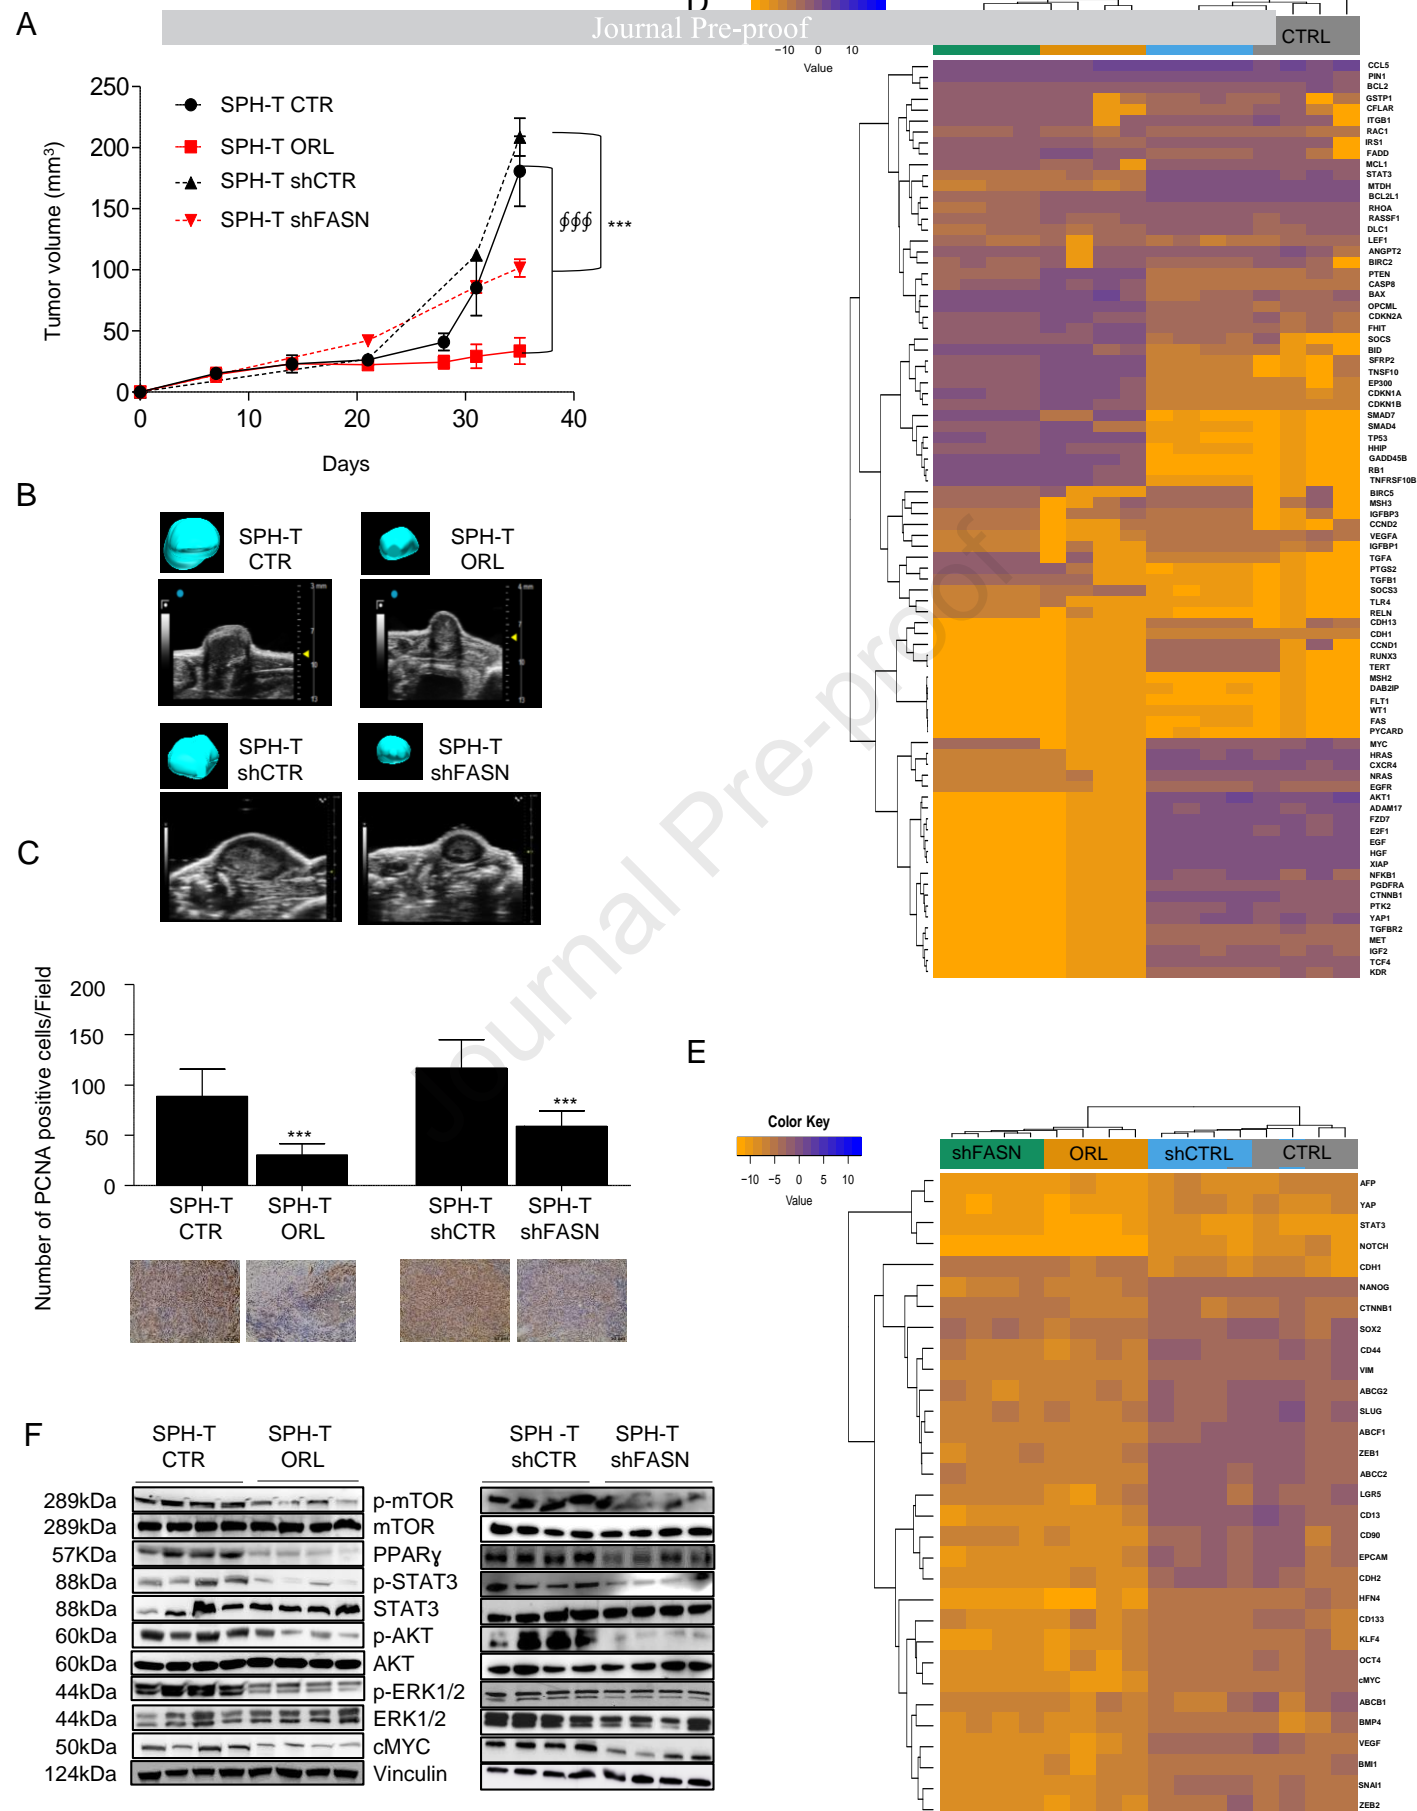 A
Journal Pre-proof
D
−10 0 10
Value
CTRL
250
200
150
100
50
0
Tumor volume (mm³)
SPH-T CTR
SPH-T ORL
SPH-T shCTR
SPH-T shFASN
∮∮∮
***
0 10 20 30 40
Days
CCL5
PIN1
BCL2
GSTP1
CFLAR
ITGB1
RAC1
IRS1
FADD
MCL1
STAT3
MTDH
BCL2L1
RHOA
RASSF1
DLC1
LEF1
ANGPT2
BIRC2
PTEN
CASP8
BAX
OPCML
CDKN2A
FHIT
SOCS
BID
SFRP2
TNSF10
EP300
CDKN1A
CDKN1B
SMAD7
SMAD4
TP53
HHIP
GADD45B
RB1
TNFRSF10B
BIRC5
MSH3
IGFBP3
CCND2
VEGFA
IGFBP1
TGFA
PTGS2
TGFB1
SOCS3
TLR4
RELN
CDH13
CDH1
CCND1
RUNX3
TERT
MSH2
DAB2IP
FLT1
WT1
FAS
PYCARD
MYC
HRAS
CXCR4
NRAS
EGFR
AKT1
ADAM17
FZD7
E2F1
EGF
HGF
XIAP
NFKB1
PGDFRA
CTNNB1
PTK2
YAP1
TGFBR2
MET
IGF2
TCF4
KDR
B
SPH-T
CTR
SPH-T
ORL
SPH-T
shCTR
SPH-T
shFASN
Journal Pre-proof
C
Number of PCNA positive cells/Field
200
150
100
50
0
***
***
SPH-T
CTR
SPH-T
ORL
SPH-T
shCTR
SPH-T
shFASN
E
Color Key
−10 −5 0 5 10
Value
shFASN ORL shCTRL CTRL
AFP
YAP
STAT3
NOTCH
CDH1
NANOG
CTNNB1
SOX2
CD44
VIM
ABCG2
SLUG
ABCF1
ZEB1
ABCC2
LGR5
CD13
CD90
EPCAM
CDH2
HFN4
CD133
KLF4
OCT4
cMYC
ABCB1
BMP4
VEGF
BMI1
SNAI1
ZEB2
F
SPH-T
CTR
SPH-T
ORL
SPH -T
shCTR
SPH-T
shFASN
289kDa p-mTOR
289kDa mTOR
57KDa PPARɣ
88kDa p-STAT3
88kDa STAT3
60kDa p-AKT
60kDa AKT
44kDa p-ERK1/2
44kDa ERK1/2
50kDa cMYC
124kDa Vinculin